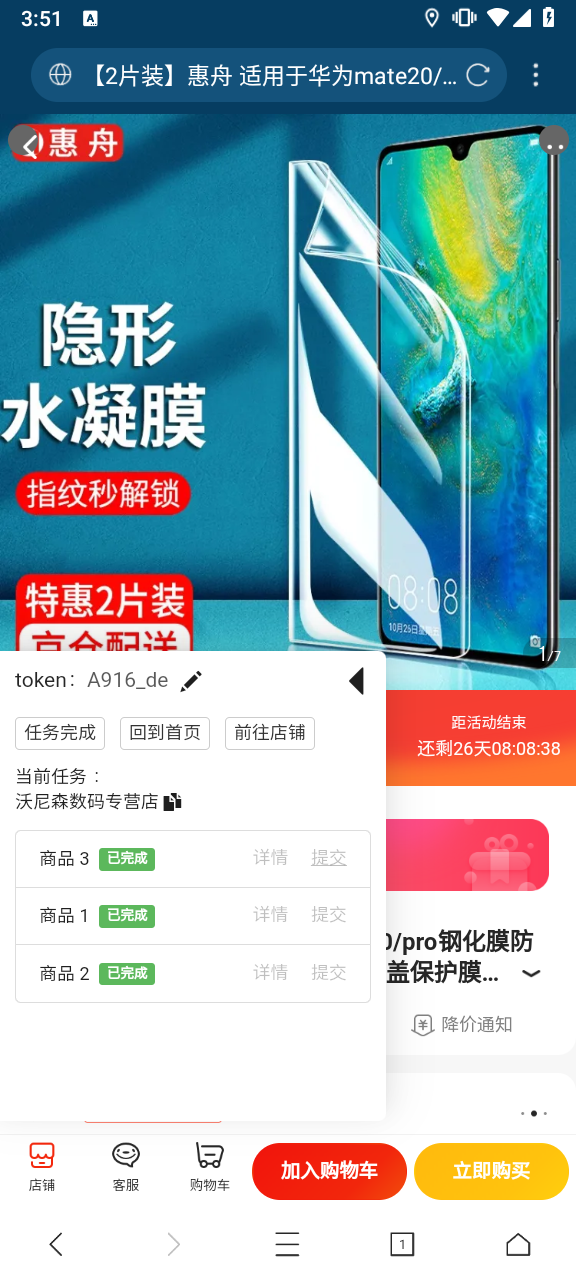 3:51
A
【2片装】惠舟 适用于华为mate20/...
惠舟
隐形
水凝膜
指纹秒解锁
特惠2片装
京仓配送
08:08
1/7
token: A916_de
任务完成 回到首页 前往店铺
当前任务：
沃尼森数码专营店
商品 3 已完成 详情 提交
商品 1 已完成 详情 提交
商品 2 已完成 详情 提交
距活动结束
还剩26天08:08:38
0/pro钢化膜防
盖保护膜...
降价通知
店铺 客服 购物车 加入购物车 立即购买
1